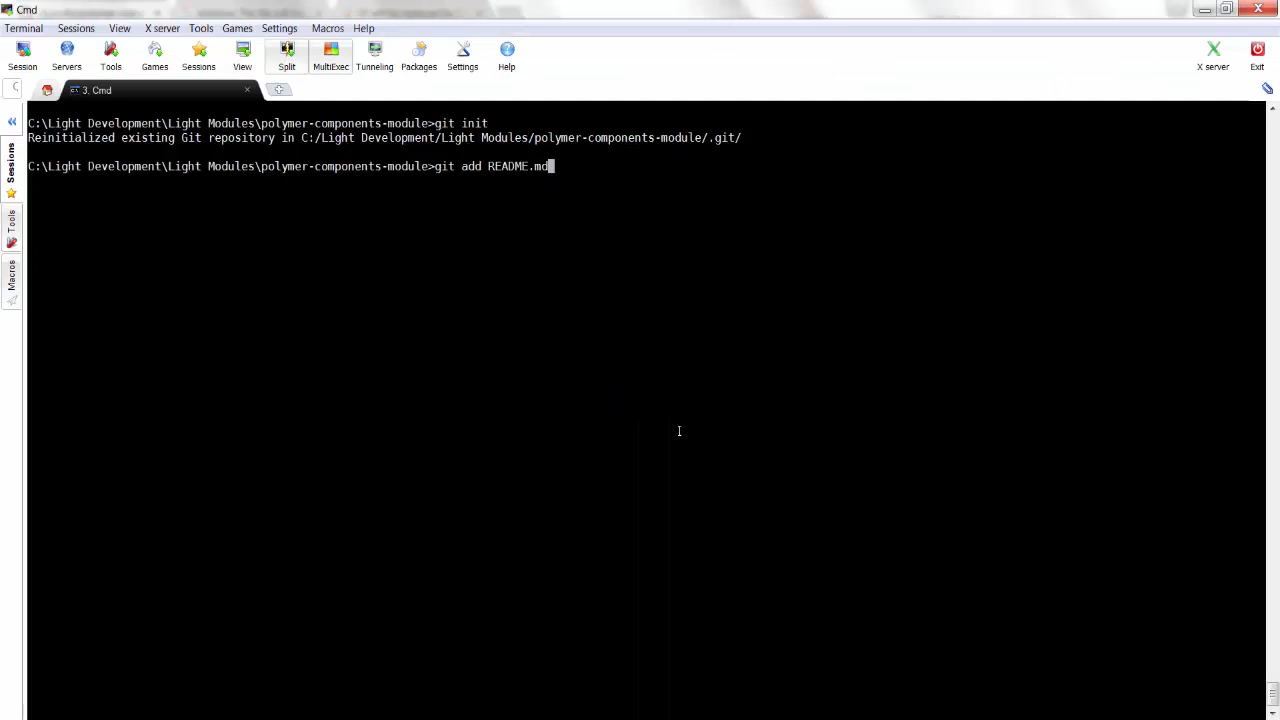 Cmd
Terminal Sessions View X server Tools Games Settings Macros Help
Session Servers Tools Games Sessions View Split MultiExec Tunneling Packages Settings Help X server Exit
3. Cmd
Sessions
Tools
Macros
C:\Light Development\Light Modules\polymer-components-module>git init
Reinitialized existing Git repository in C:/Light Development/Light Modules/polymer-components-module/.git/
C:\Light Development\Light Modules\polymer-components-module>git add README.md